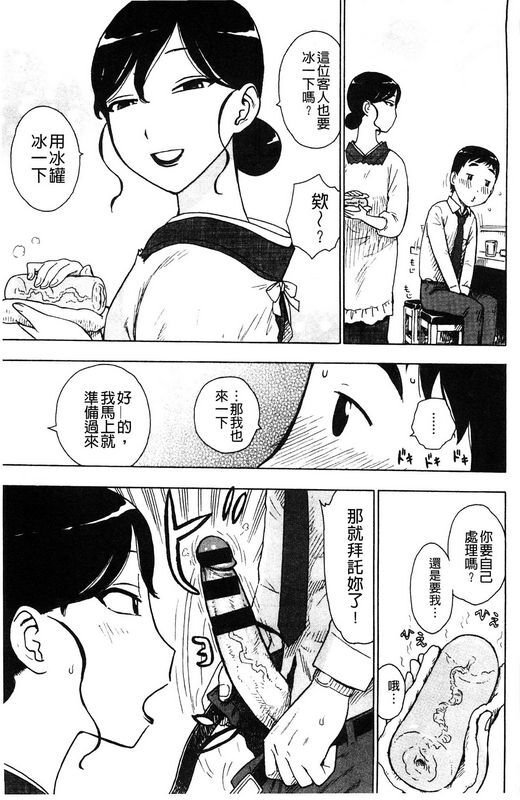 這位客人也要
冰一下嗎？
欸～？
用冰罐
冰一下
もじ
もじ
⋯⋯
⋯那我也
來一下
好—的，
我馬上就
準備過來
ドキ
ドキ
ドキ
你要自己
處理嗎？
還是要我⋯
哦⋯
ひえ
ひえ
那就拜託妳了！